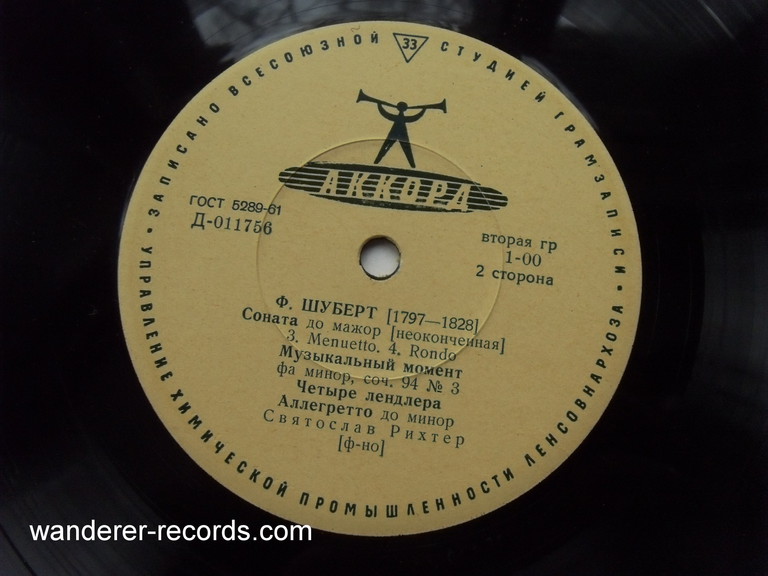 • ЗАПИСАНО ВСЕСОЮЗНОЙ 33 СТУДИЕЙ ГРАМЗАПИСИ •
АККОРД
ГОСТ 5289-61
Д-011756
вторая гр
1-00
2 сторона
Ф. ШУБЕРТ [1797—1828]
Соната до мажор [неоконченная]
3. Menuetto. 4. Rondo
Музыкальный момент
фа минор, соч. 94 № 3
Четыре лендлера
Аллегретто до минор
Святослав Рихтер
[ф-но]
УПРАВЛЕНИЕ ХИМИЧЕСКОЙ ПРОМЫШЛЕННОСТИ ЛЕНСОВНАРХОЗА
wanderer-records.com